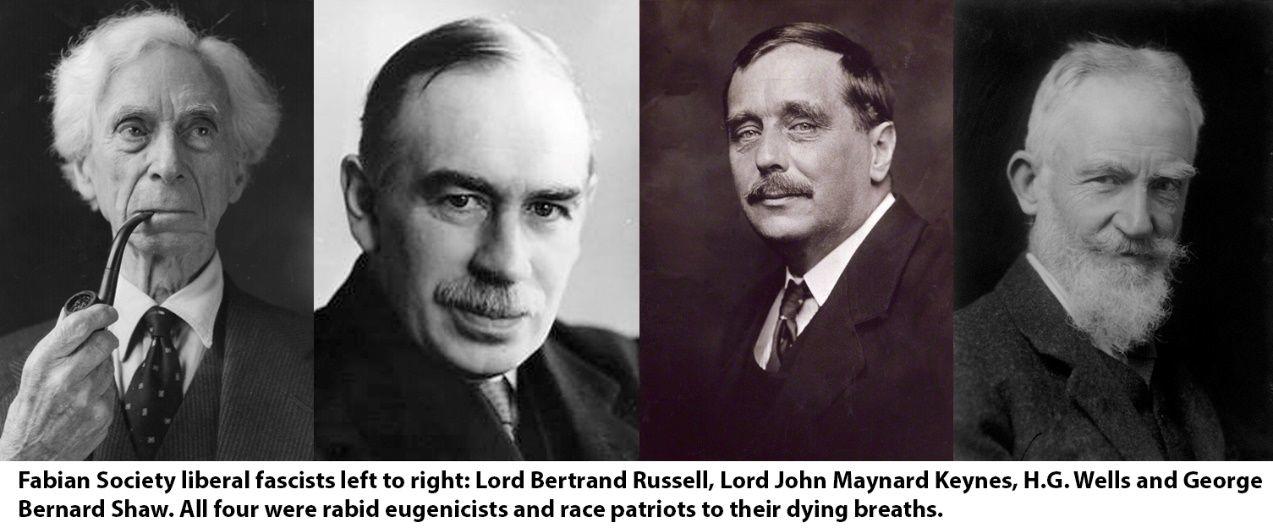 Fabian Society liberal fascists left to right: Lord Bertrand Russell, Lord John Maynard Keynes, H.G. Wells and George
Bernard Shaw. All four were rabid eugenicists and race patriots to their dying breaths.